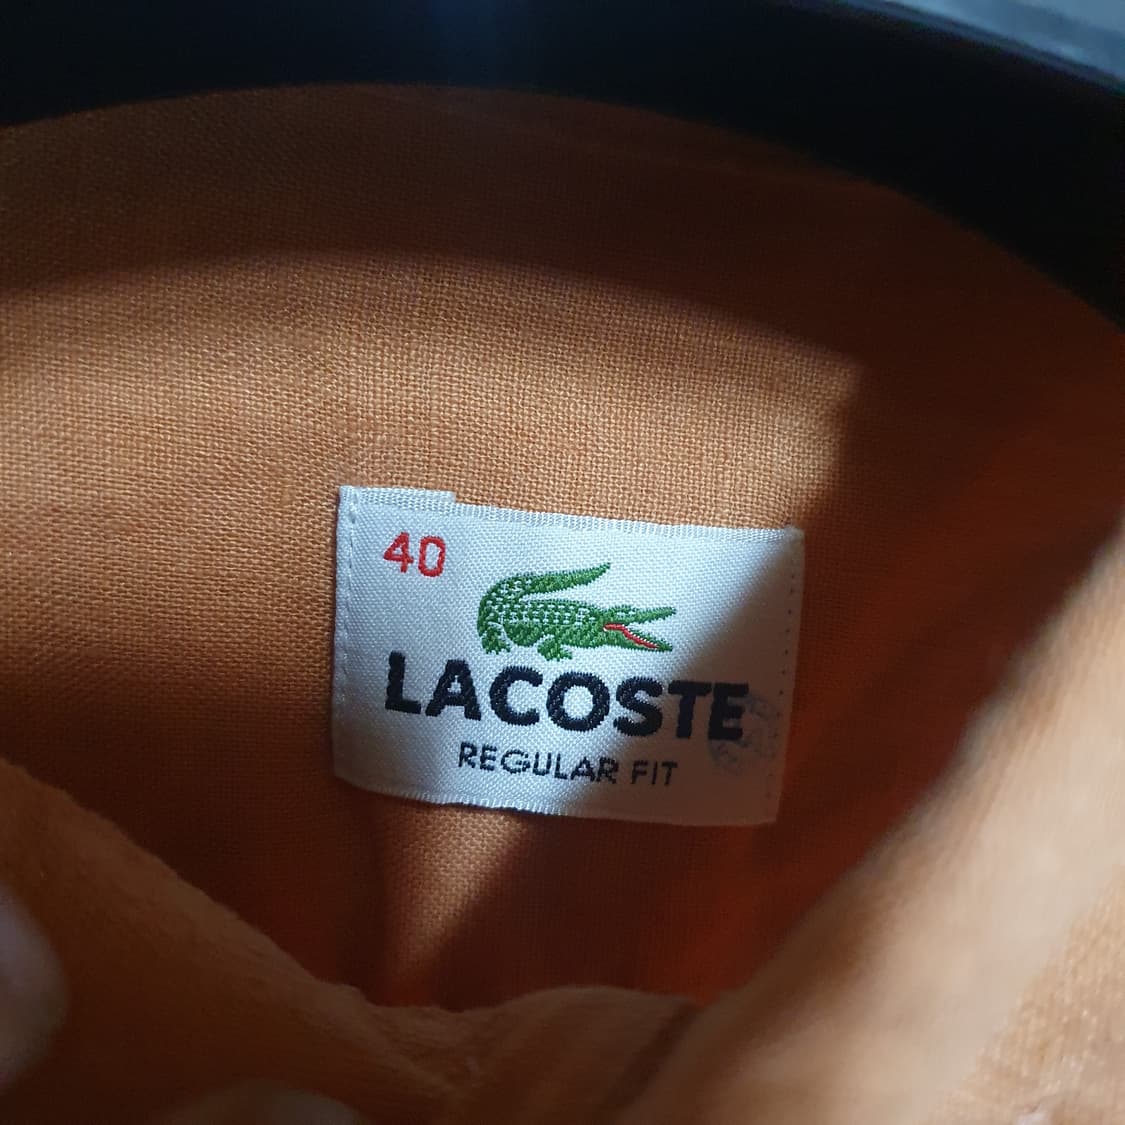 40
LACOSTE
REGULAR FIT